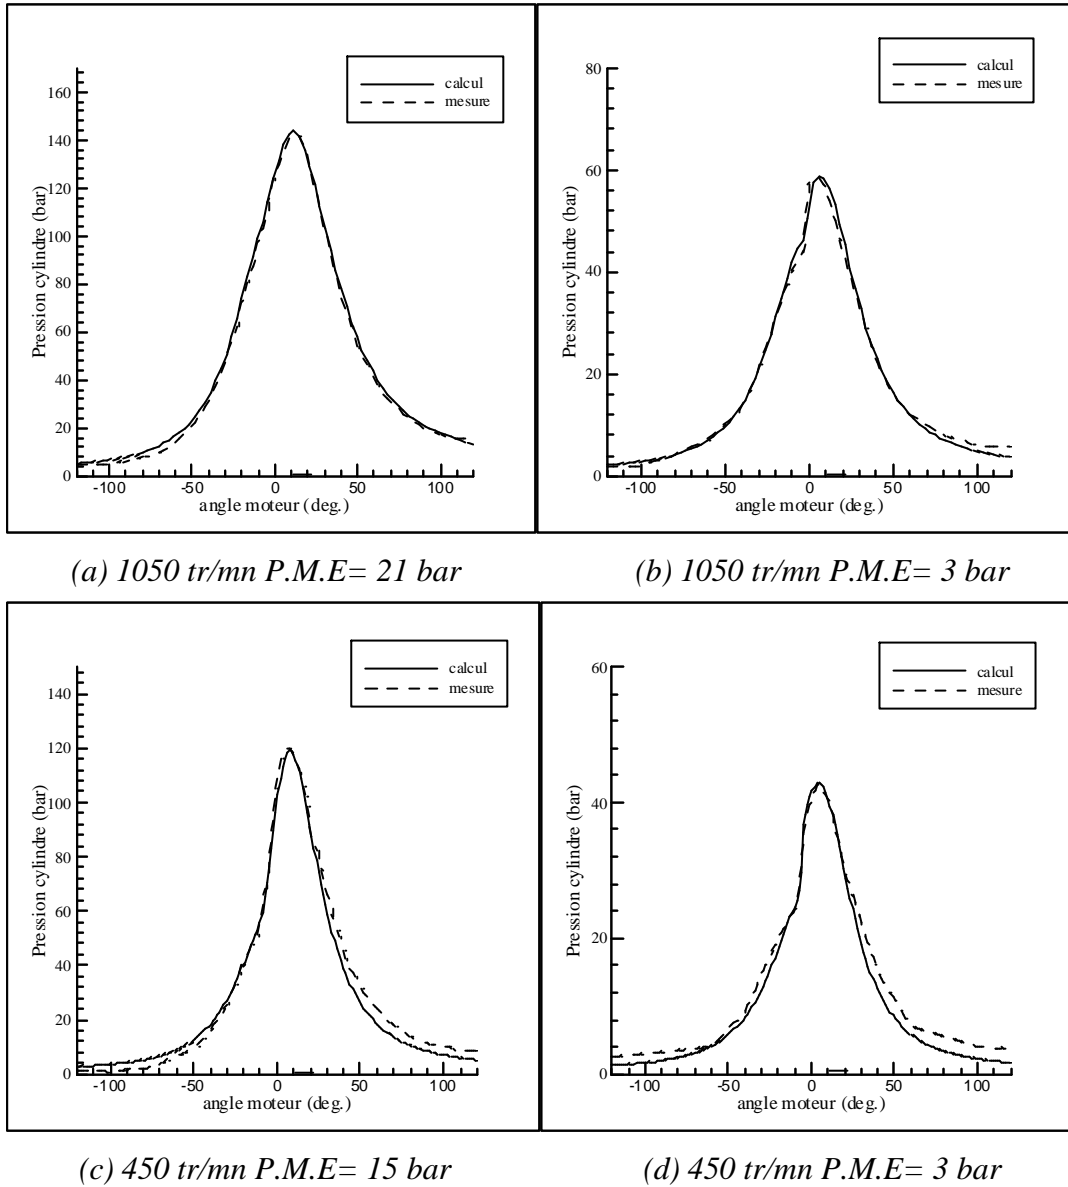 calcul
mesure
160
140
120
100
80
60
40
20
0
Pression cylindre (bar)
-100 -50 0 50 100
angle moteur (deg.)
(a) 1050 tr/mn P.M.E= 21 bar
calcul
mesure
80
60
40
20
0
Pression cylindre (bar)
-100 -50 0 50 100
angle moteur (deg.)
(b) 1050 tr/mn P.M.E= 3 bar
calcul
mesure
140
120
100
80
60
40
20
0
Pression cylindre (bar)
-100 -50 0 50 100
angle moteur (deg.)
(c) 450 tr/mn P.M.E= 15 bar
calcul
mesure
60
40
20
0
Pression cylindre (bar)
-100 -50 0 50 100
angle moteur (deg.)
(d) 450 tr/mn P.M.E= 3 bar